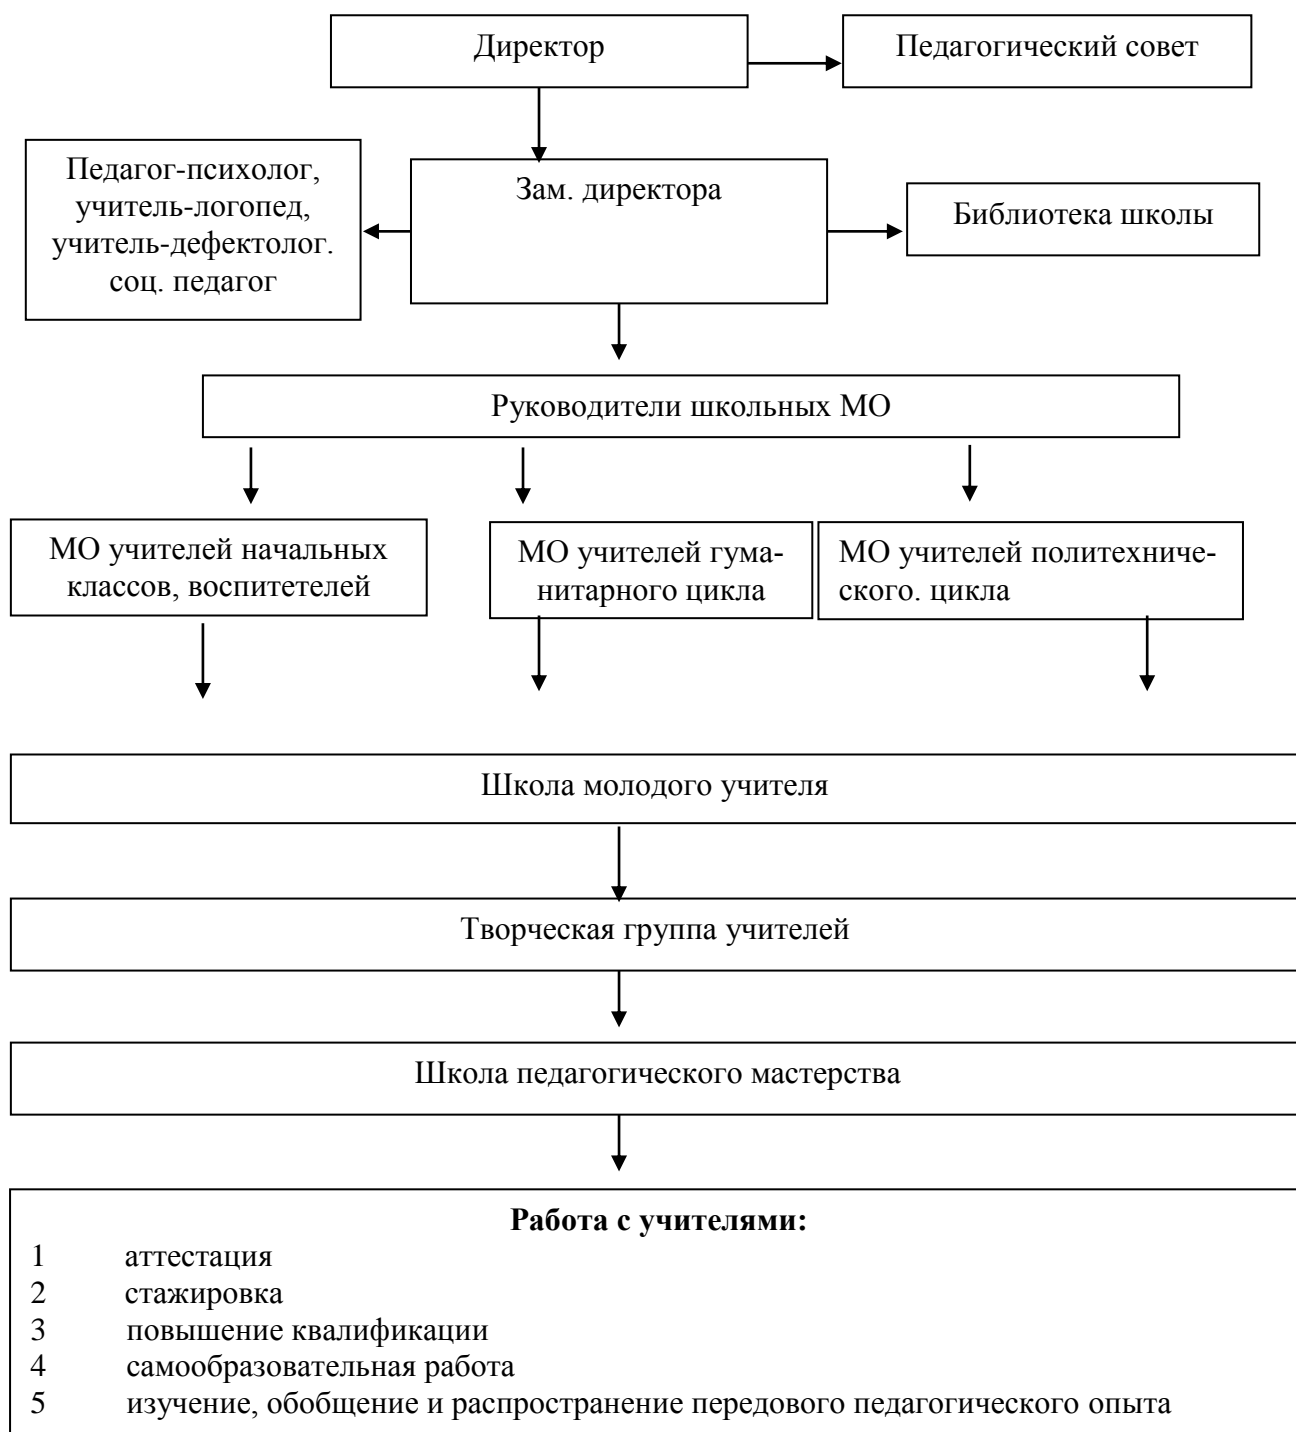 Директор
Педагогический совет
Педагог-психолог,
учитель-логопед,
учитель-дефектолог.
соц. педагог
Зам. директора
Библиотека школы
Руководители школьных МО
МО учителей начальных
классов, воспитетелей
МО учителей гума-
нитарного цикла
МО учителей политехниче-
ского. цикла
Школа молодого учителя
Творческая группа учителей
Школа педагогического мастерства
Работа с учителями:
1 аттестация
2 стажировка
3 повышение квалификации
4 самообразовательная работа
5 изучение, обобщение и распространение передового педагогического опыта